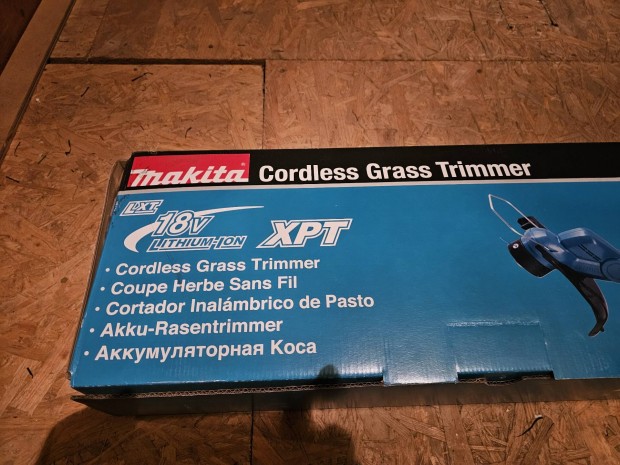 makita Cordless Grass Trimmer
LXT
18V
LITHIUM-ION
XPT
· Cordless Grass Trimmer
· Coupe Herbe Sans Fil
· Cortador Inalámbrico de Pasto
· Akku-Rasentrimmer
· Аккумуляторная Коса